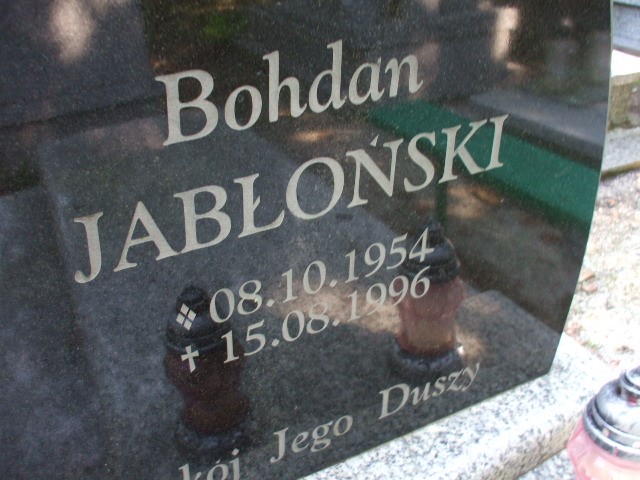 Bohdan
JABŁOŃSKI
08.10.1954
✝ 15.08.1996
kój Jego Duszy